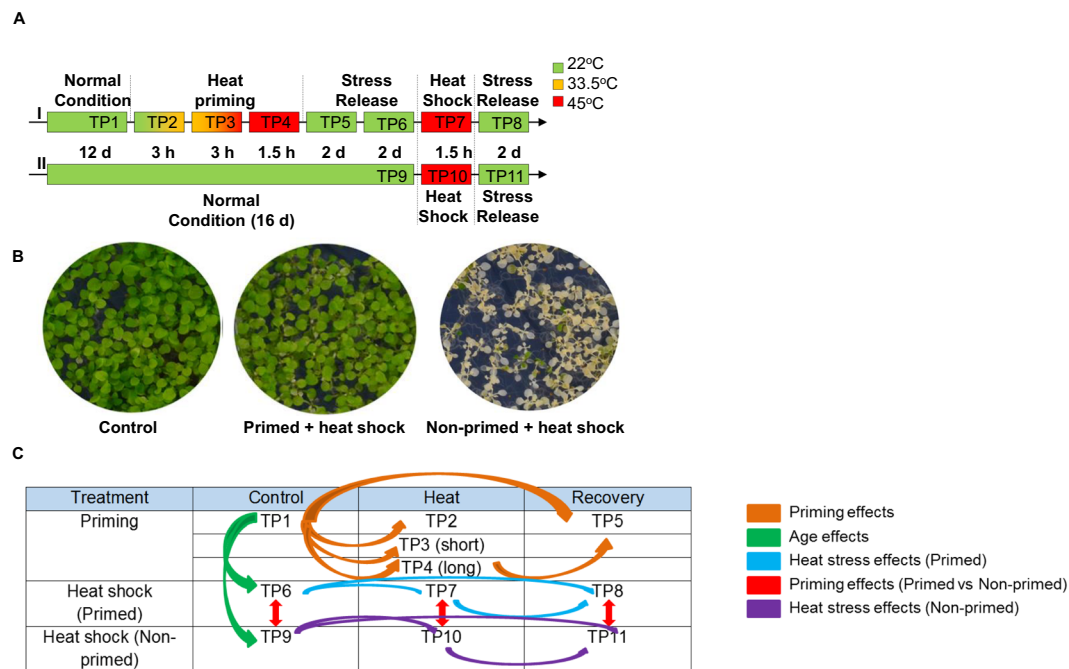 A
22°C
33.5°C
45°C
Normal Condition
Heat priming
Stress Release
Heat Shock
Stress Release
I
TP1
TP2
TP3
TP4
TP5
TP6
TP7
TP8
12 d
3 h
3 h
1.5 h
2 d
2 d
1.5 h
2 d
II
TP9
TP10
TP11
Normal Condition (16 d)
Heat Shock
Stress Release
B
Control
Primed + heat shock
Non-primed + heat shock
C
Treatment
Control
Heat
Recovery
Priming
TP1
TP2
TP5
TP3 (short)
TP4 (long)
Heat shock (Primed)
TP6
TP7
TP8
Heat shock (Non-primed)
TP9
TP10
TP11
Priming effects
Age effects
Heat stress effects (Primed)
Priming effects (Primed vs Non-primed)
Heat stress effects (Non-primed)